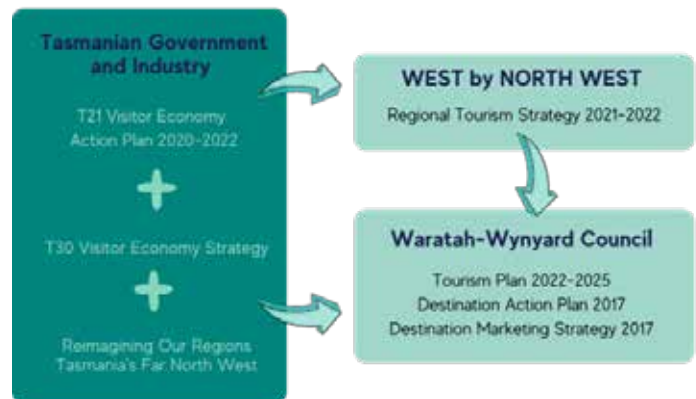 Tasmanian Government
and Industry
T21 Visitor Economy
Action Plan 2020-2022
+
T30 Visitor Economy Strategy
+
Reimagining Our Regions
Tasmania's Far North West
WEST by NORTH WEST
Regional Tourism Strategy 2021-2022
Waratah-Wynyard Council
Tourism Plan 2022-2025
Destination Action Plan 2017
Destination Marketing Strategy 2017